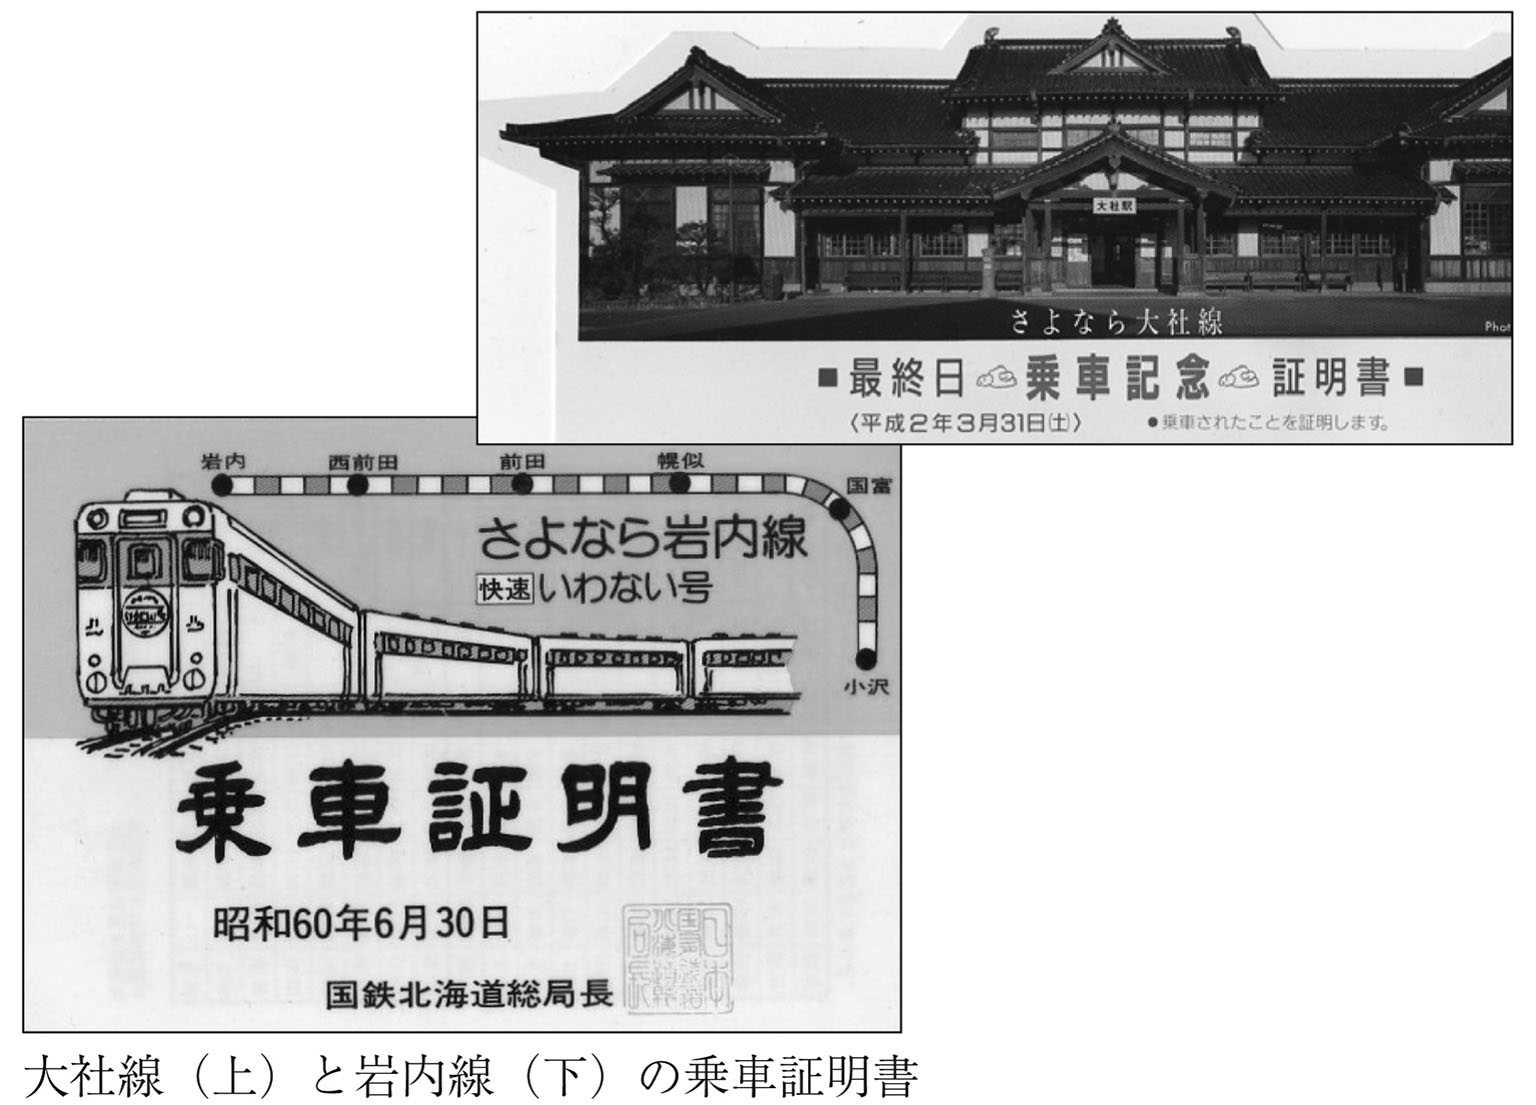 大社駅
さよなら大社線
Phot
■最終日 乗車記念 証明書■
〈平成2年3月31日㈯〉 ●乗車されたことを証明します。
岩内 西前田 前田 幌似 国富 小沢
さよなら岩内線
快速 いわない号
乗車証明書
昭和60年6月30日
国鉄北海道総局長
大社線（上）と岩内線（下）の乗車証明書